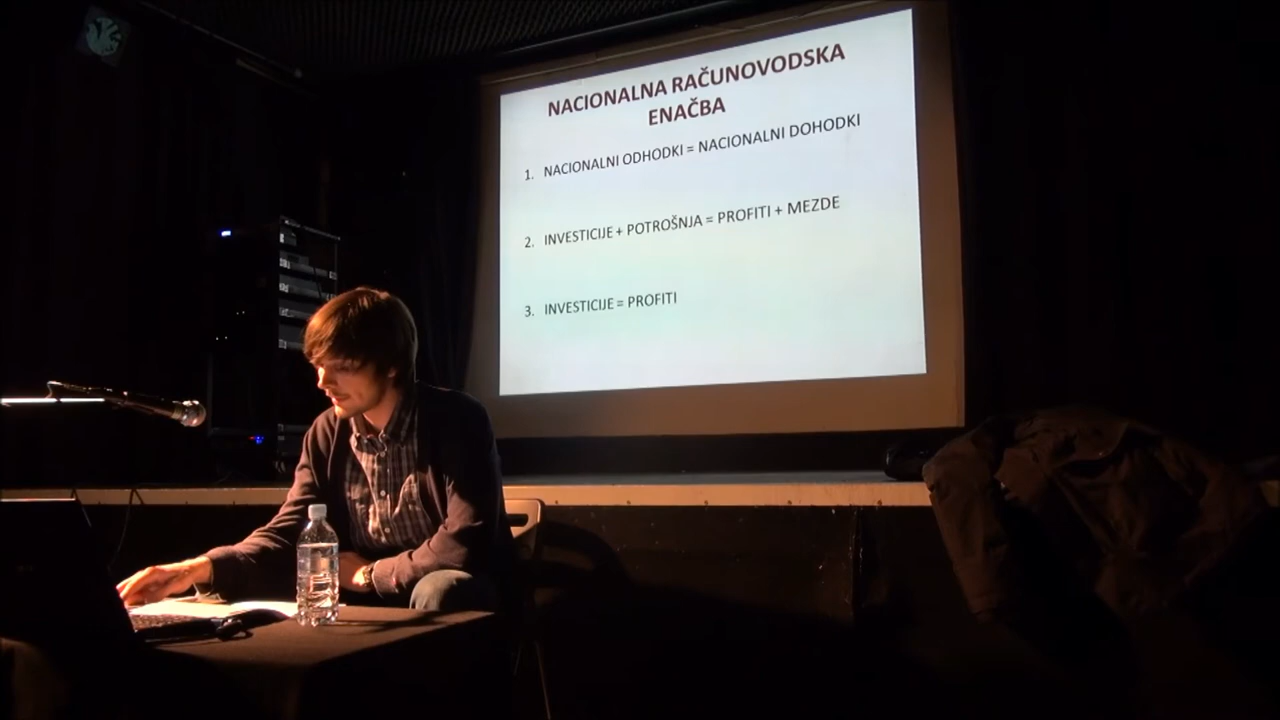 NACIONALNA RAČUNOVODSKA
ENAČBA
1. NACIONALNI ODHODKI = NACIONALNI DOHODKI
2. INVESTICIJE + POTROŠNJA = PROFITI + MEZDE
3. INVESTICIJE = PROFITI